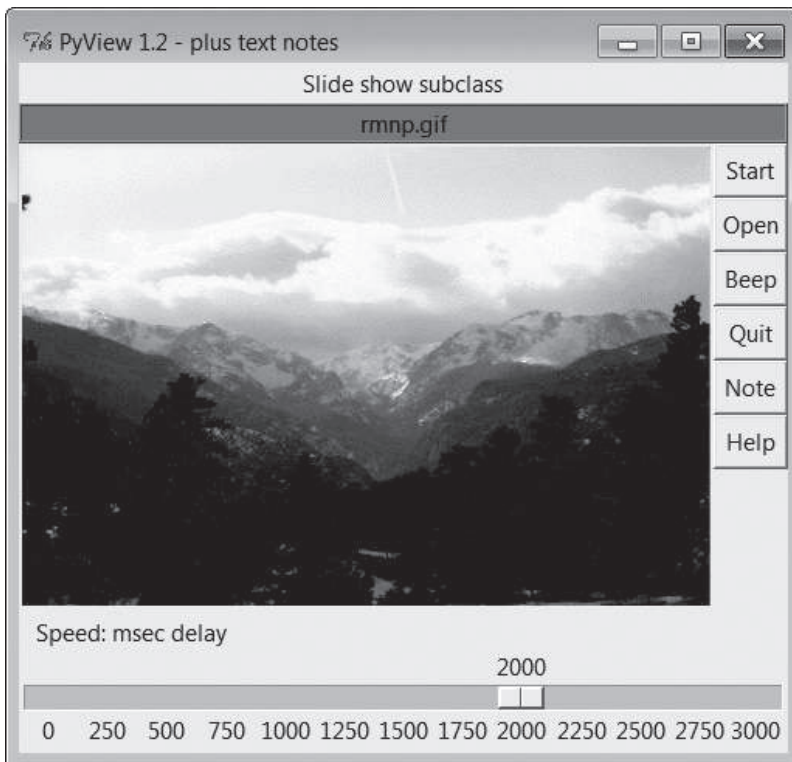 PyView 1.2 - plus text notes
Slide show subclass
rmnp.gif
Start
Open
Beep
Quit
Note
Help
Speed: msec delay
2000
0 250 500 750 1000 1250 1500 1750 2000 2250 2500 2750 3000